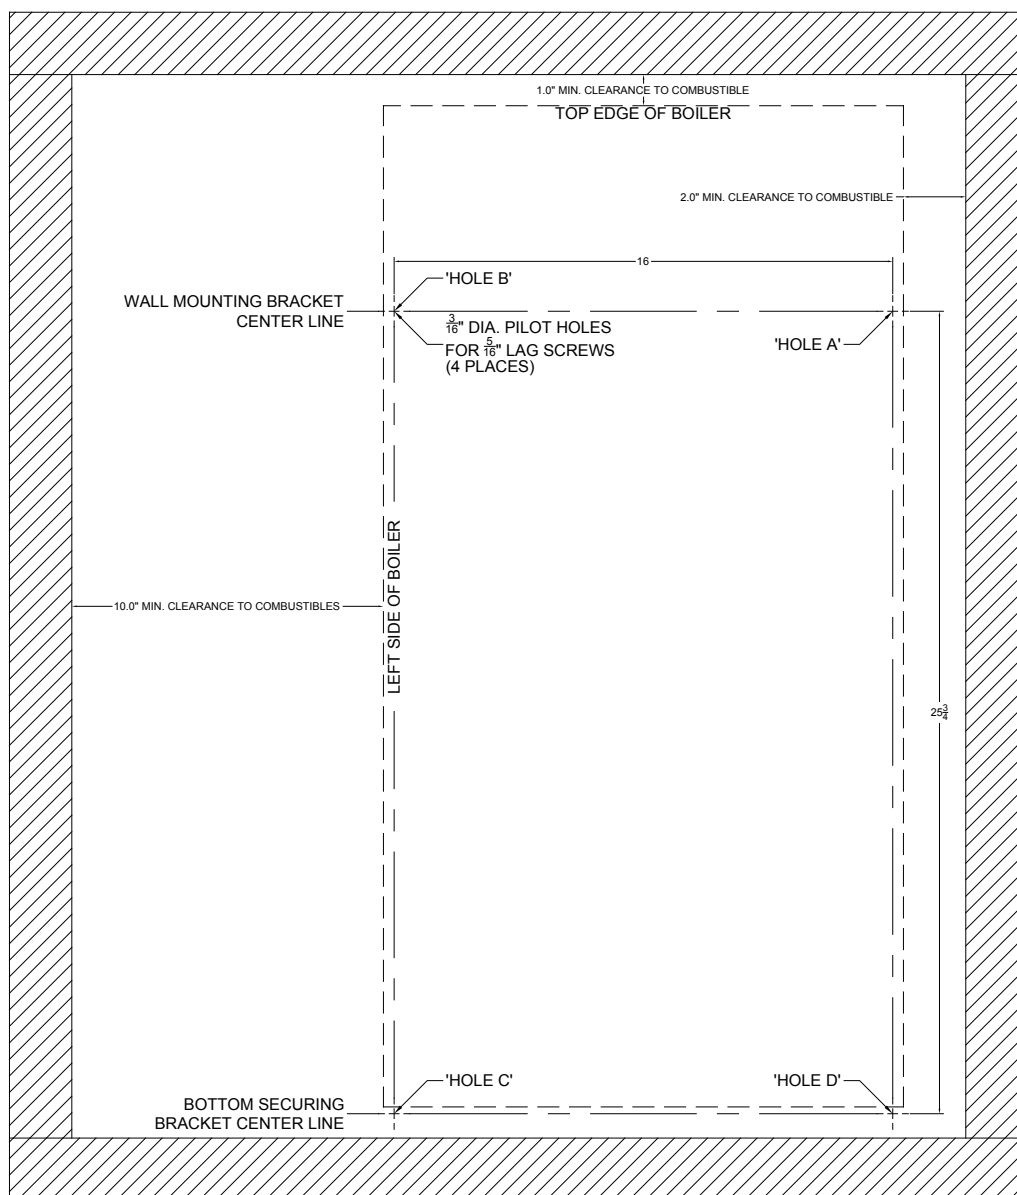 1.0" MIN. CLEARANCE TO COMBUSTIBLE
TOP EDGE OF BOILER
2.0" MIN. CLEARANCE TO COMBUSTIBLE
16
'HOLE B'
WALL MOUNTING BRACKET
CENTER LINE
3/16" DIA. PILOT HOLES
FOR 5/16" LAG SCREWS
(4 PLACES)
'HOLE A'
LEFT SIDE OF BOILER
10.0" MIN. CLEARANCE TO COMBUSTIBLES
25 3/4
'HOLE C'
'HOLE D'
BOTTOM SECURING
BRACKET CENTER LINE